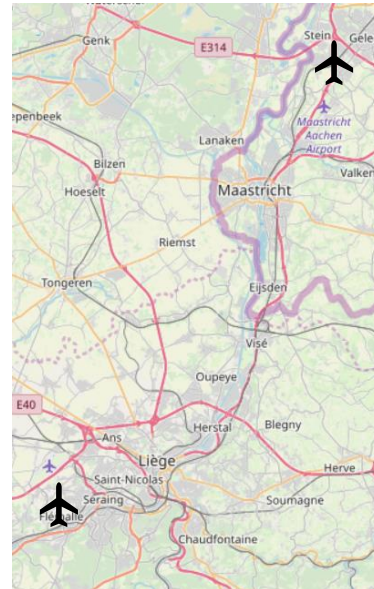 Genk
Stein
Gele
E314
epenbeek
Maastricht
Aachen
Airport
Lanaken
Bilzen
Valken
Hoeselt
Maastricht
Riemst
Tongeren
Eijsden
Visé
Oupeye
E40
Blegny
Herstal
Ans
Liège
Herve
Saint-Nicolas
Seraing
Soumagne
Flémalle
Chaudfontaine